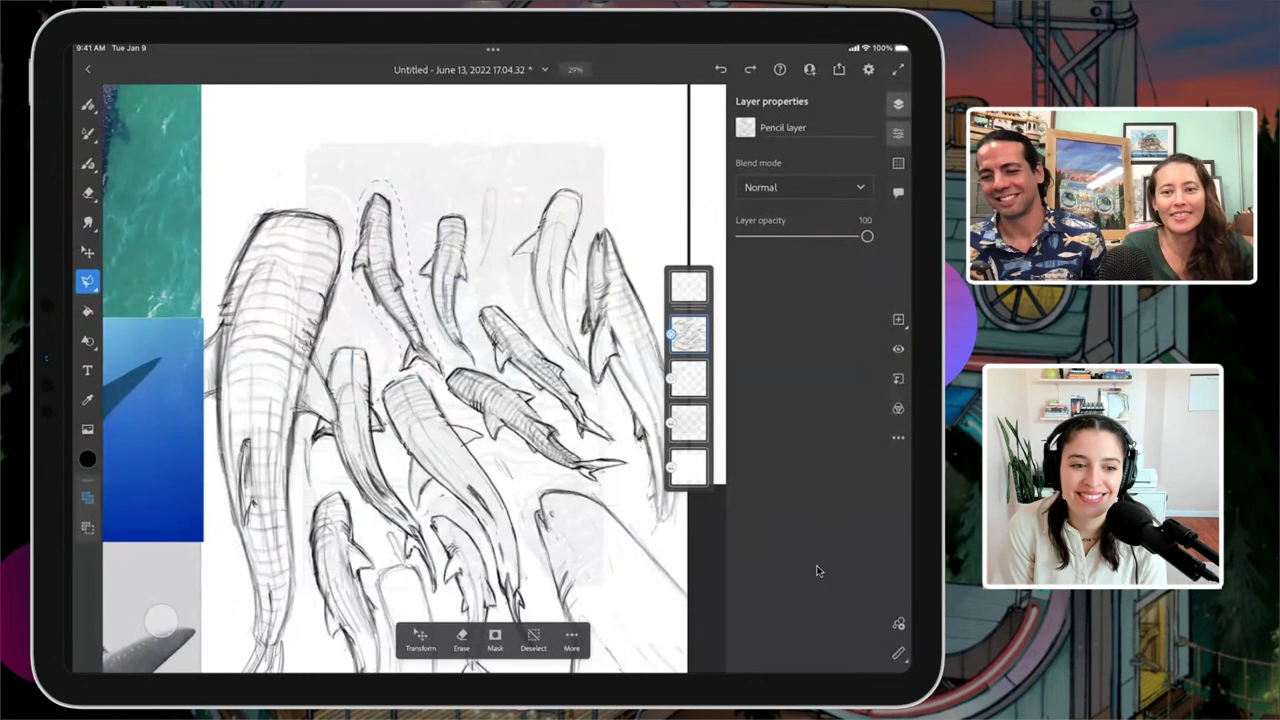 9:41 AM Tue Jan 9
100%
Untitled - June 13, 2022 17.04.32 *
29%
Layer properties
Pencil layer
Blend mode
Normal
Layer opacity
100
T
Transform
Erase
Mask
Deselect
More